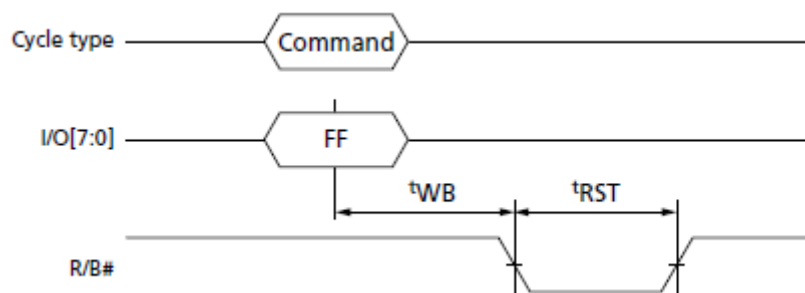 Cycle type Command
I/O[7:0] FF
tWB tRST
R/B#